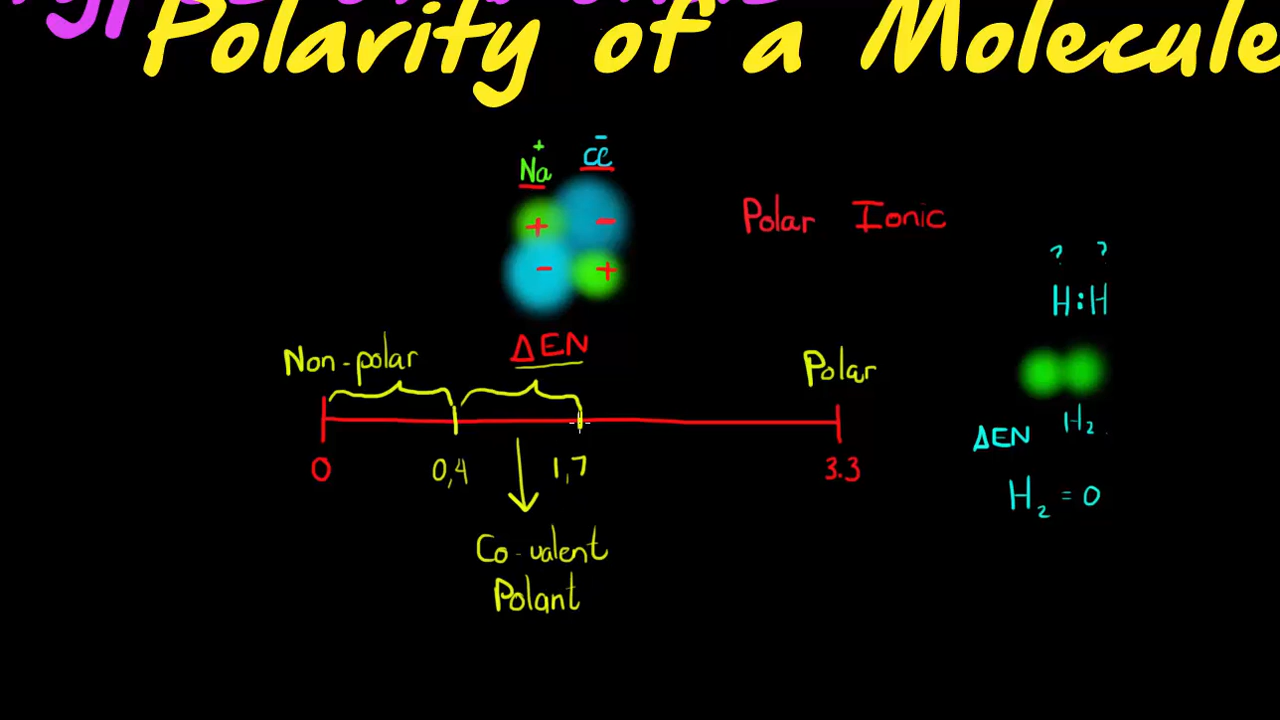 Polarity of a Molecule
+ −
Na Cl
+ −
− +
Polar Ionic
? ?
H:H
ΔEN
Non-polar
Polar
0
0,4
1,7
3.3
Co-valent
Polant
H₂
ΔEN
H₂ = 0